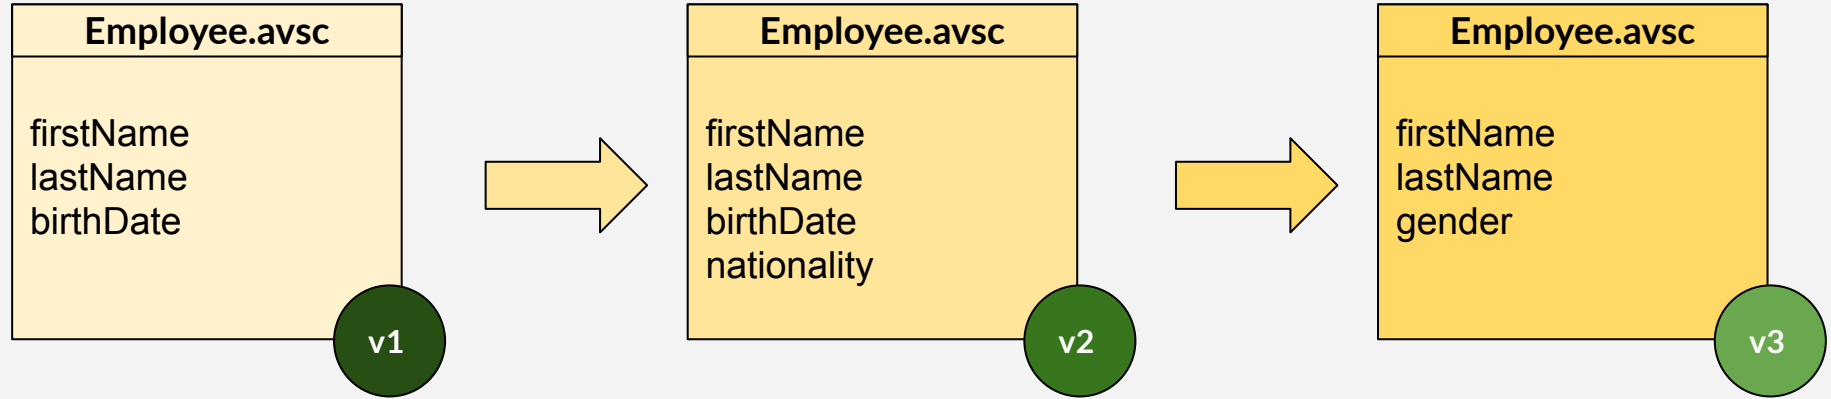 Employee.avsc
firstName
lastName
birthDate
v1
Employee.avsc
firstName
lastName
birthDate
nationality
v2
Employee.avsc
firstName
lastName
gender
v3